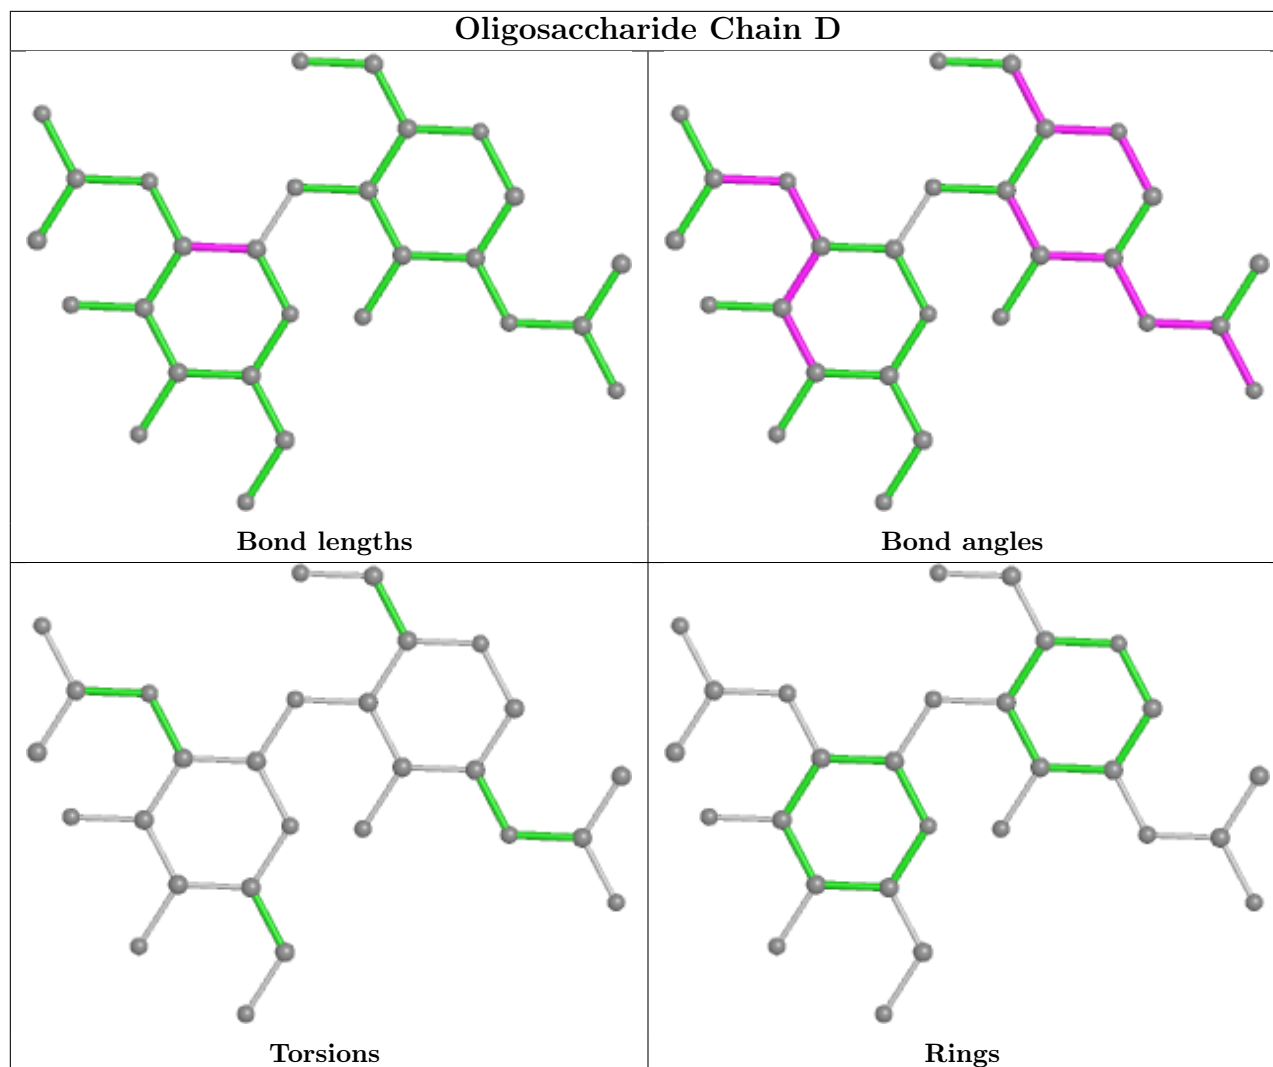 Oligosaccharide Chain D
Bond lengths
Bond angles
Torsions
Rings